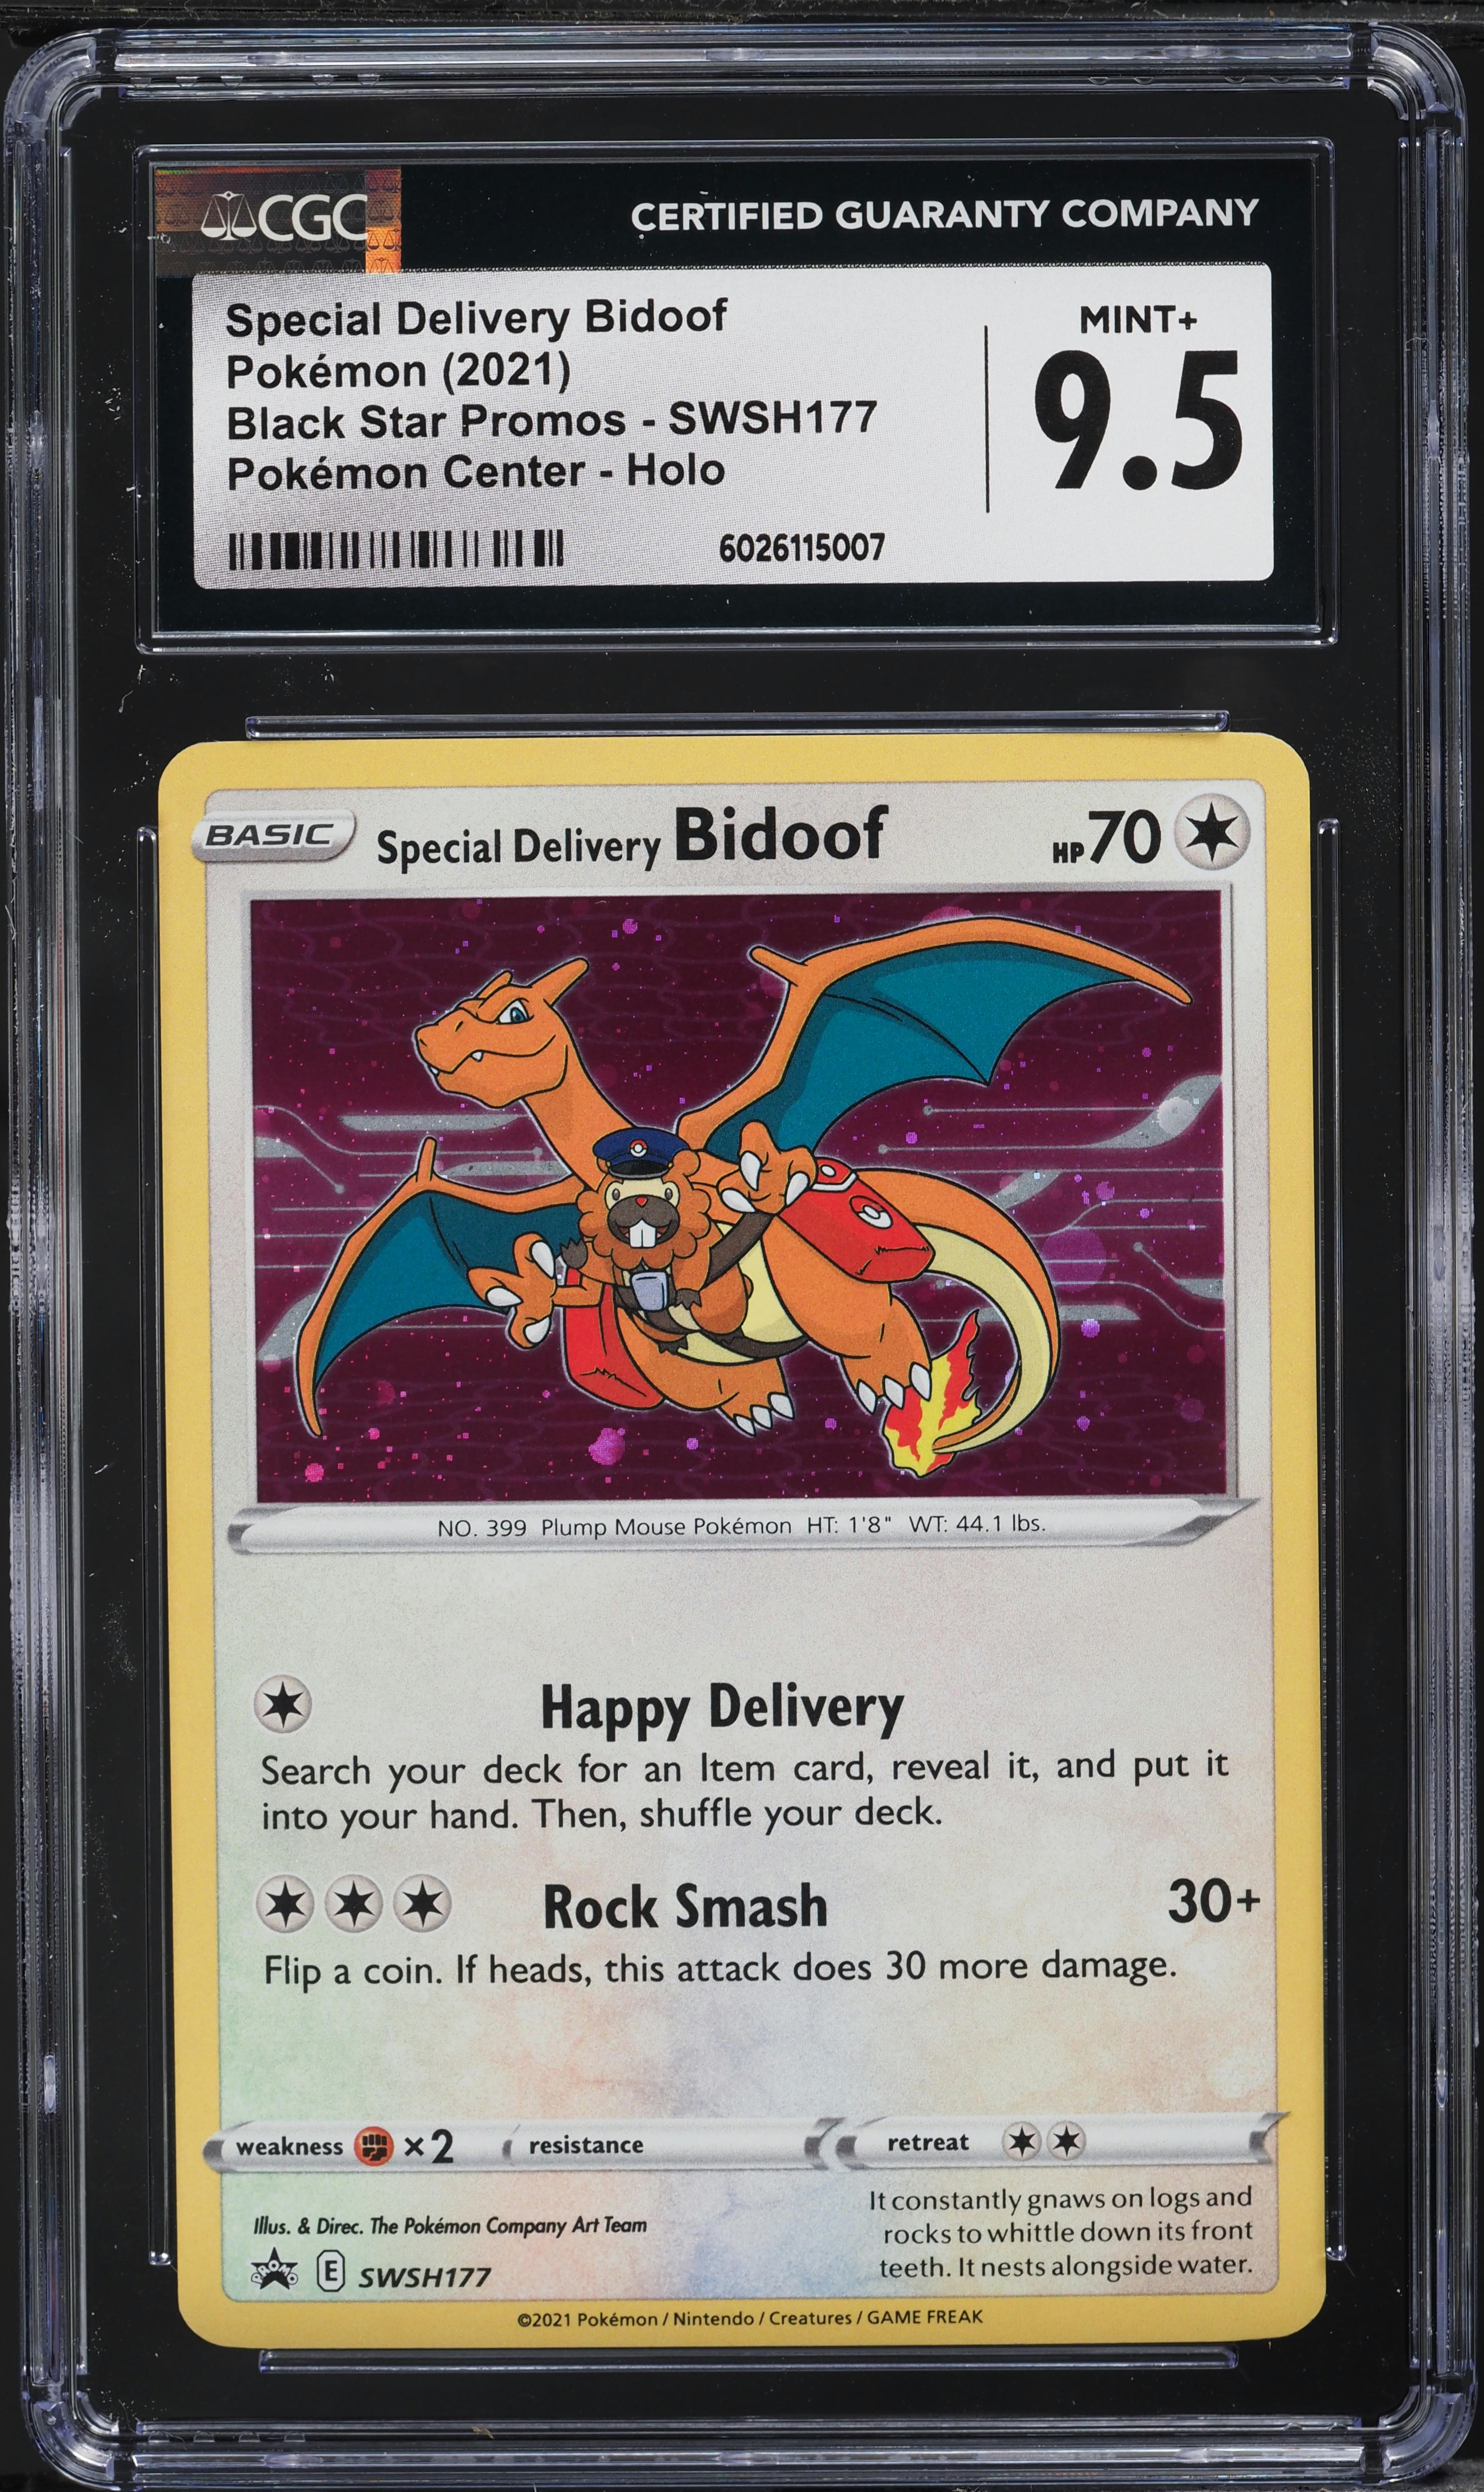 CGC
CERTIFIED GUARANTY COMPANY
Special Delivery Bidoof
Pokémon (2021)
Black Star Promos - SWSH177
Pokémon Center - Holo
6026115007
MINT+
9.5
BASIC Special Delivery Bidoof HP 70
NO. 399 Plump Mouse Pokémon HT: 1'8" WT: 44.1 lbs.
Happy Delivery
Search your deck for an Item card, reveal it, and put it
into your hand. Then, shuffle your deck.
Rock Smash 30+
Flip a coin. If heads, this attack does 30 more damage.
weakness ×2 resistance retreat
Illus. & Direc. The Pokémon Company Art Team
PROMO E SWSH177
It constantly gnaws on logs and
rocks to whittle down its front
teeth. It nests alongside water.
©2021 Pokémon / Nintendo / Creatures / GAME FREAK